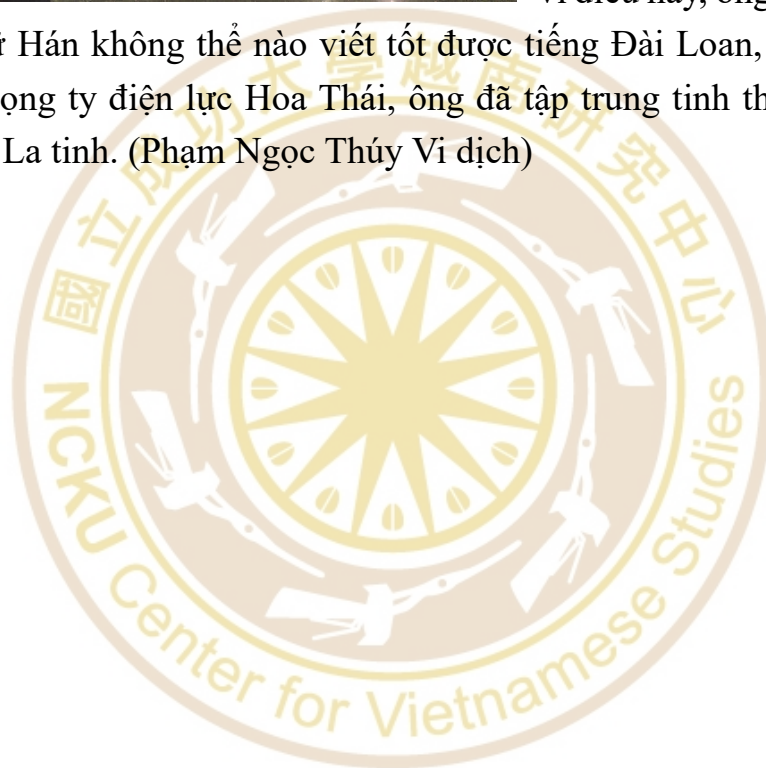 Hán không thể nào viết tốt được tiếng Đài Loan,
ty điện lực Hoa Thái, ông đã tập trung tinh
La tinh. (Phạm Ngọc Thúy Vi dịch)
國立成功大學越南研究中心
NCKU Center for Vietnamese Studies